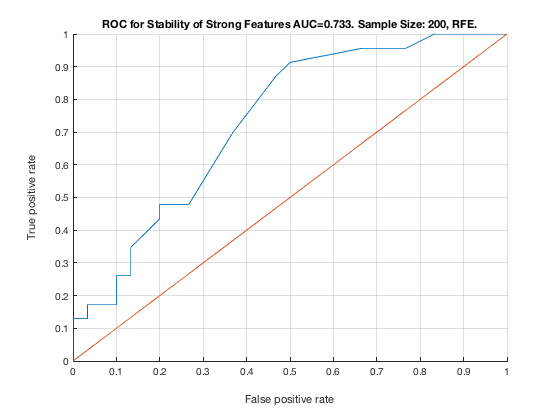 ROC for Stability of Strong Features AUC=0.733. Sample Size: 200, RFE.
1
0.9
0.8
0.7
0.6
0.5
0.4
0.3
0.2
0.1
0
True positive rate
0 0.1 0.2 0.3 0.4 0.5 0.6 0.7 0.8 0.9 1
False positive rate